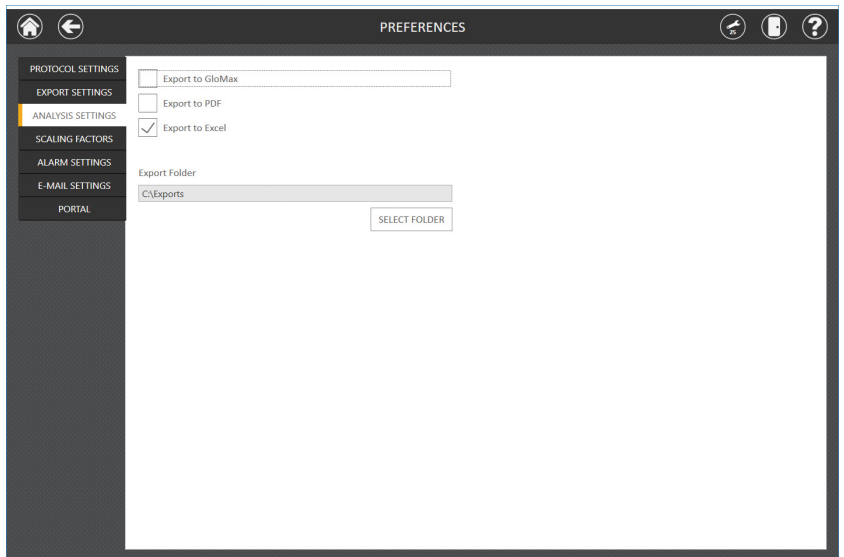 PREFERENCES
25
?
PROTOCOL SETTINGS
EXPORT SETTINGS
ANALYSIS SETTINGS
SCALING FACTORS
ALARM SETTINGS
E-MAIL SETTINGS
PORTAL
Export to GloMax
Export to PDF
Export to Excel
Export Folder
C:\Exports
SELECT FOLDER